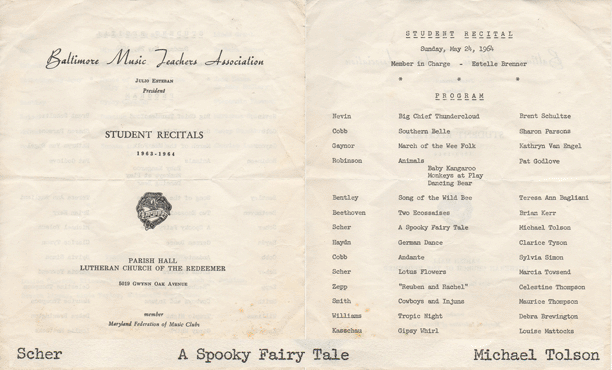 Baltimore Music Teachers Association
Julio Esteban
President
STUDENT RECITALS
1963-1964
PARISH HALL
LUTHERAN CHURCH OF THE REDEEMER
5019 Gwynn Oak Avenue
member
Maryland Federation of Music Clubs
STUDENT RECITAL
Sunday, May 24, 1964
Member in Charge - Estelle Brenner
* * *
PROGRAM
Nevin Big Chief Thundercloud Brent Schultze
Cobb Southern Belle Sharon Parsons
Gaynor March of the Wee Folk Kathryn Van Engel
Robinson Animals Pat Godlove
Baby Kangaroo
Monkeys at Play
Dancing Bear
Bentley Song of the Wild Bee Teresa Ann Bagliani
Beethoven Two Ecossaises Brian Kerr
Scher A Spooky Fairy Tale Michael Tolson
Haydn German Dance Clarice Tyson
Cobb Andante Sylvia Simon
Scher Lotus Flowers Marcia Towsend
Zepp "Reuben and Rachel" Celestine Thompson
Smith Cowboys and Injuns Maurice Thompson
Williams Tropic Night Debra Brevington
Kasschau Gipsy Whirl Louise Mattocks
Scher A Spooky Fairy Tale Michael Tolson